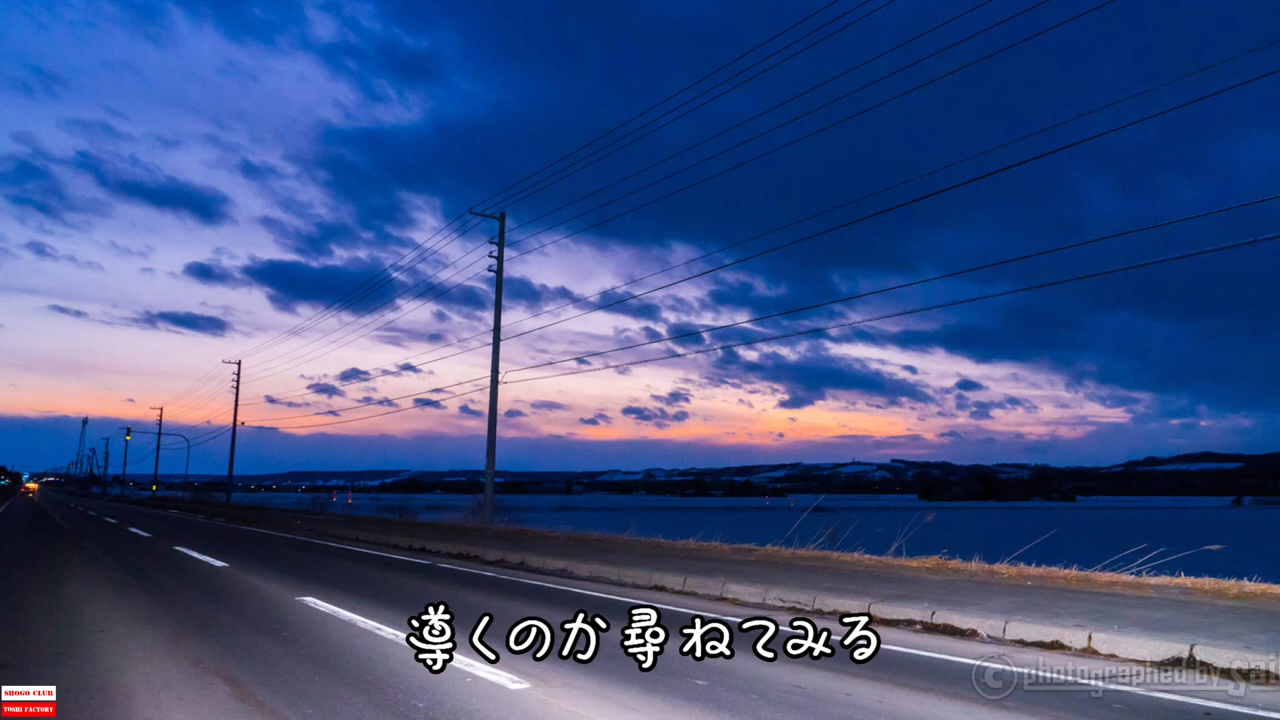 導くのか尋ねてみる
SHOGO CLUB
TOSHI FACTORY
©photographed by Sai